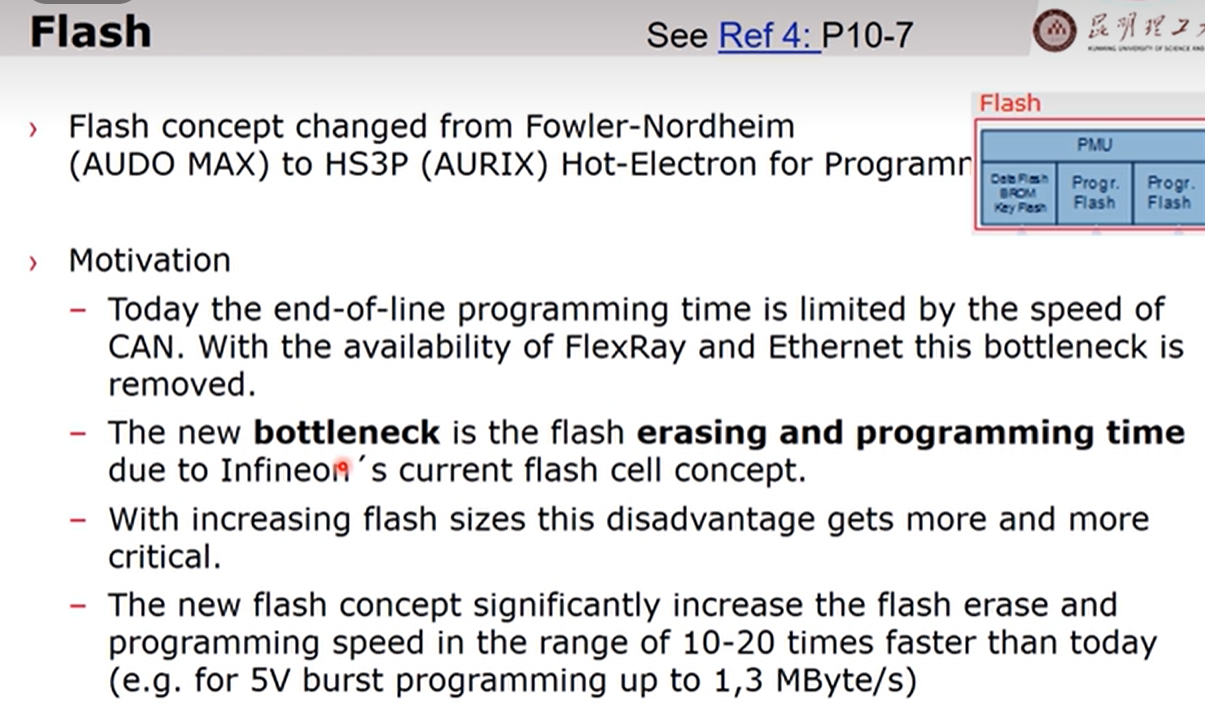 Flash
See Ref 4: P10-7
昆明理工
KUNMING UNIVERSITY OF SCIENCE AND
Flash
› Flash concept changed from Fowler-Nordheim
(AUDO MAX) to HS3P (AURIX) Hot-Electron for Programm
PMU
Data Flash
BROM
Key Flash
Progr.
Flash
Progr.
Flash
› Motivation
– Today the end-of-line programming time is limited by the speed of
CAN. With the availability of FlexRay and Ethernet this bottleneck is
removed.
– The new bottleneck is the flash erasing and programming time
due to Infineon´s current flash cell concept.
– With increasing flash sizes this disadvantage gets more and more
critical.
– The new flash concept significantly increase the flash erase and
programming speed in the range of 10-20 times faster than today
(e.g. for 5V burst programming up to 1,3 MByte/s)